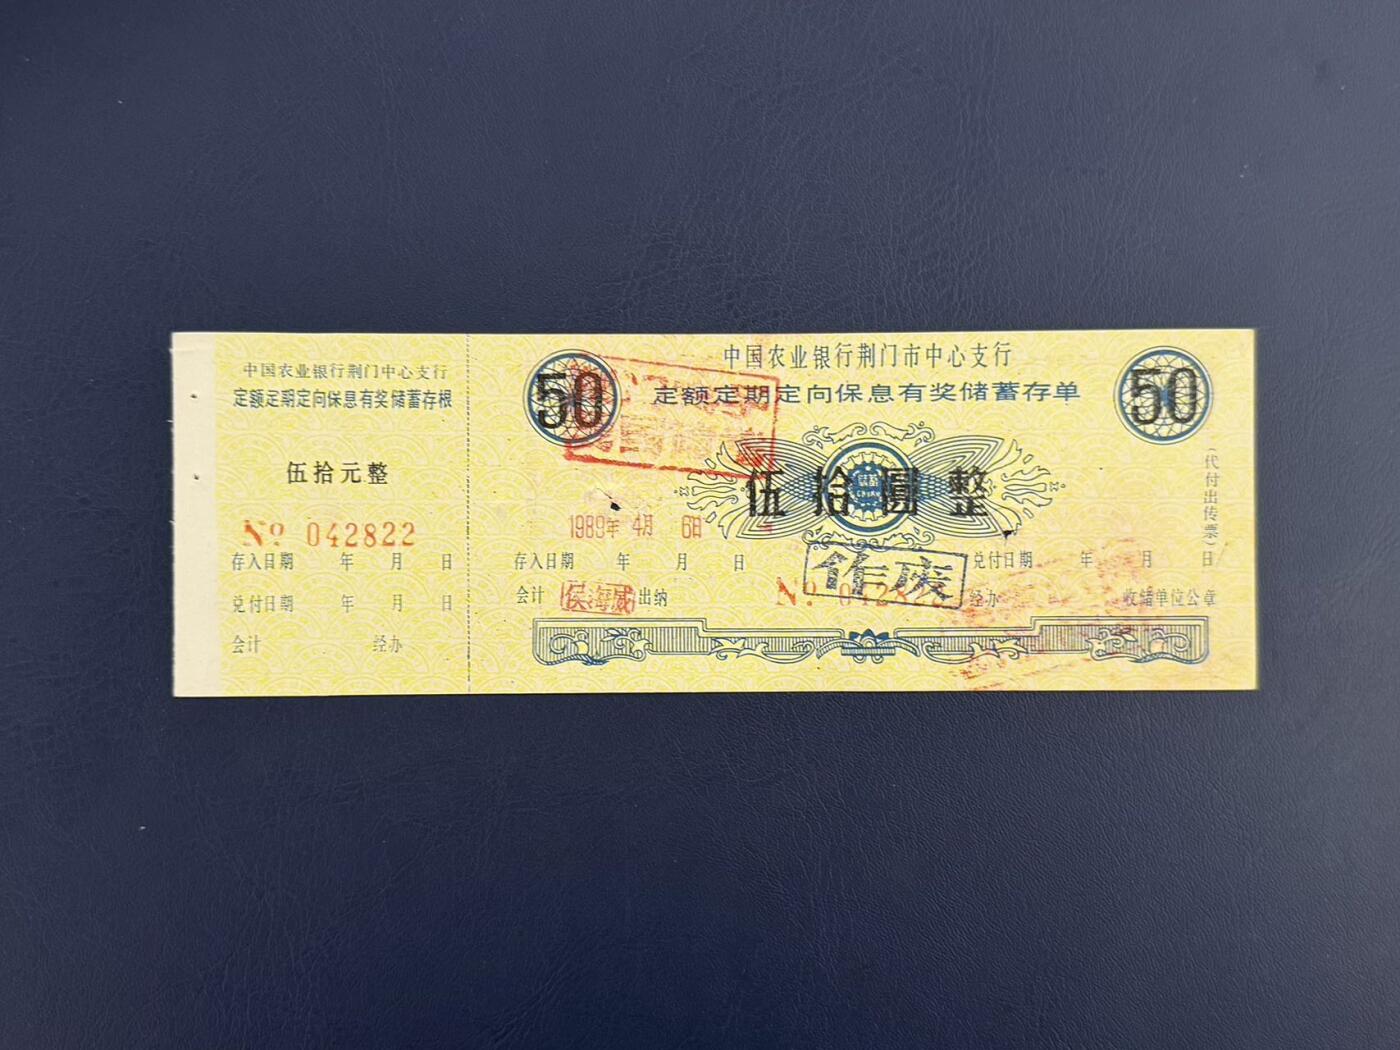 中国农业银行荆门市中心支行
定额定期定向保息有奖储蓄存根
伍拾元整
No 042822
存入日期 年 月 日
兑付日期 年 月 日
会计 经办
中国农业银行荆门市中心支行
定额定期定向保息有奖储蓄存单
50
50
伍拾圆整
(代付出传票)
1989年 4月 6日
存入日期 年 月 日
兑付日期 年 月 日
作废
会计 侯海威 出纳
No. 042822
经办
收储单位公章